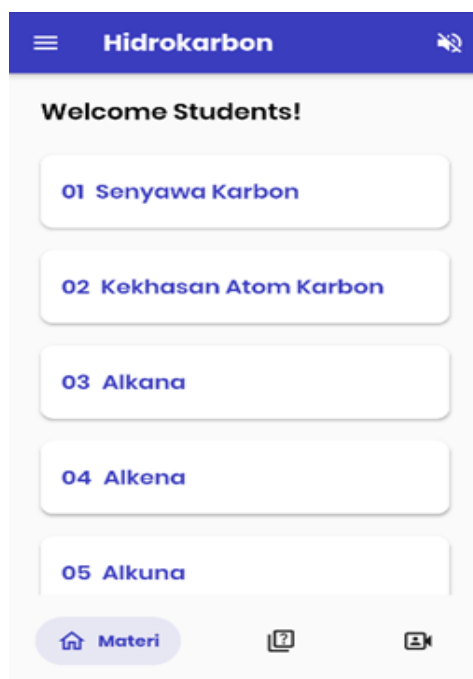 Hidrokarbon
Welcome Students!
01 Senyawa Karbon
02 Kekhasan Atom Karbon
03 Alkana
04 Alkena
05 Alkuna
Materi